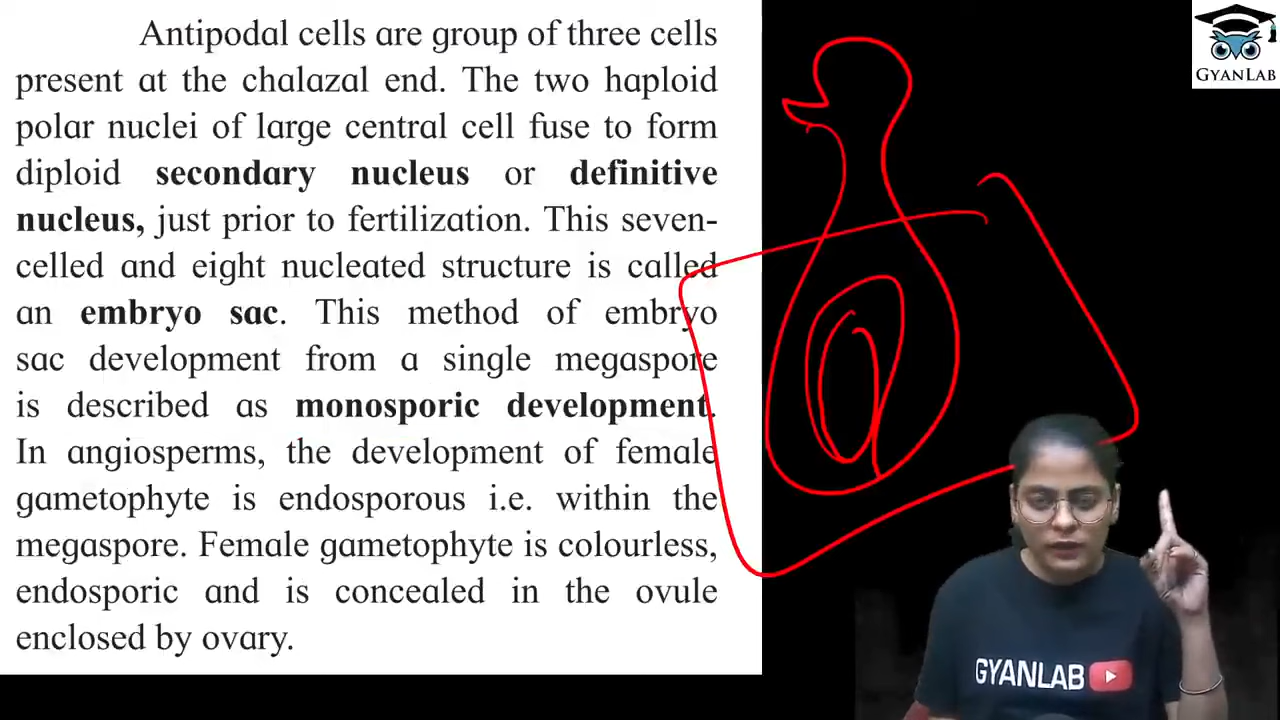 Antipodal cells are group of three cells
present at the chalazal end. The two haploid
polar nuclei of large central cell fuse to form
diploid secondary nucleus or definitive
nucleus, just prior to fertilization. This seven-
celled and eight nucleated structure is called
an embryo sac. This method of embryo
sac development from a single megaspore
is described as monosporic development.
In angiosperms, the development of female
gametophyte is endosporous i.e. within the
megaspore. Female gametophyte is colourless,
endosporic and is concealed in the ovule
enclosed by ovary.
GYANLAB
GYANLAB